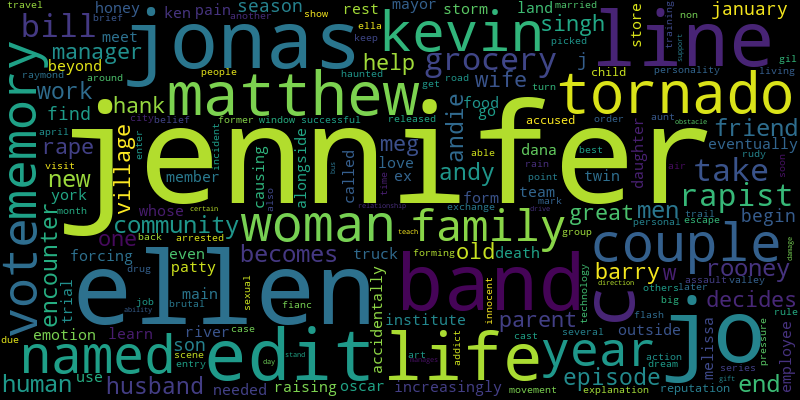 travel brief another storm land mayor season ken pain honey january
bill jonas kevin singh line store non training
meet rest show married ella keep picked
manager beyond people help grocery j child personality gil living
raymond around haunted get road turn
work matthew wife tornado
memory hank food go window successful former released accused order aunt
find city belief april andie dana able rain best obstacle support
rape village enter incident meg love ex andy point twin friend eventually rudy
vote new visit member causing alongside called form team mark daughter take air soon
york month whose jennifer exchange rapist trail escape
encounter community woman family great men begin personal
one back certain also time bus relationship drive teach group
forcing even arrested becomes truck old death couple
trial patty ellen band forming barry w rooney
drug sexual accidentally innocent addict technology direction others later valley assault damage
emotion job main brutal institute parent c jo decides
due learn ability river fianc case art several outside big flash rule
scene son life year melissa action dream pressure employee
named entry edit day stand cast episode series end
human use husband needed raising oscar increasingly movement explanation reputation gift